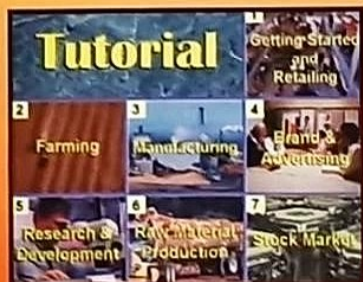 Tutorial
1
Getting Started
and
Retailing
2
Farming
3
Manufacturing
4
Brand &
Advertising
5
Research &
Development
6
Raw Material
Production
7
Stock Market